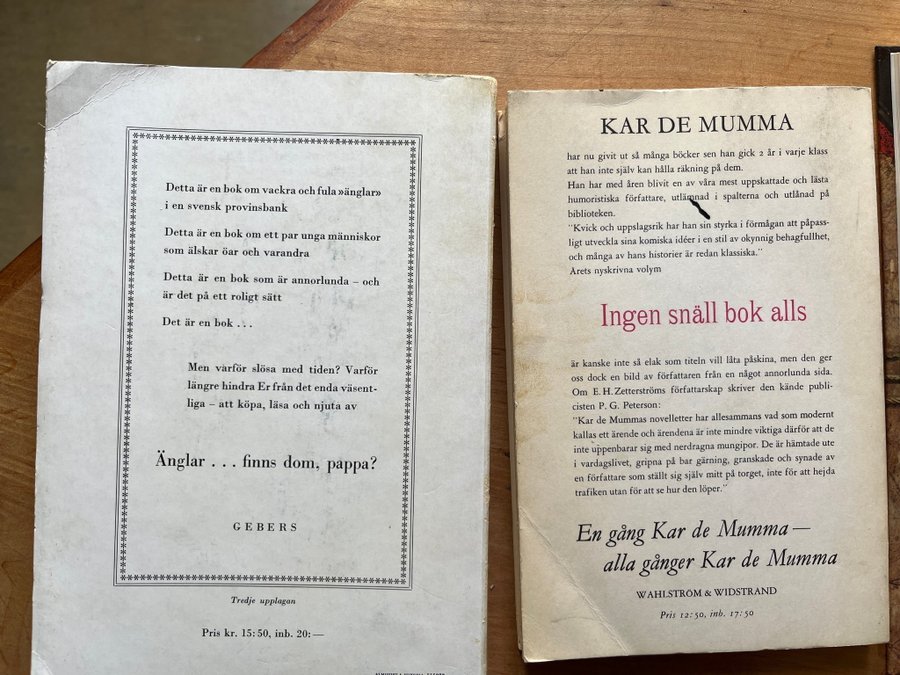 Detta är en bok om vackra och fula »änglar»
i en svensk provinsbank
Detta är en bok om ett par unga människor
som älskar öar och varandra
Detta är en bok som är annorlunda – och
är det på ett roligt sätt
Det är en bok . . .
Men varför slösa med tiden? Varför
längre hindra Er från det enda väsent-
liga – att köpa, läsa och njuta av
Änglar . . . finns dom, pappa?
GEBERS
Tredje upplagan
Pris kr. 15:50, inb. 20: —
KAR DE MUMMA
har nu givit ut så många böcker sen han gick 2 år i varje klass
att han inte själv kan hålla räkning på dem.
Han har med åren blivit en av våra mest uppskattade och lästa
humoristiska författare, utlämnad i spalterna och utlånad på
biblioteken.
"Kvick och uppslagsrik har han sin styrka i förmågan att påpass-
ligt utveckla sina komiska idéer i en stil av okynnig behagfullhet,
och många av hans historier är redan klassiska."
Årets nyskrivna volym
Ingen snäll bok alls
är kanske inte så elak som titeln vill låta påskina, men den ger
oss dock en bild av författaren från en något annorlunda sida.
Om E. H. Zetterströms författarskap skriver den kände publi-
cisten P. G. Peterson:
"Kar de Mummas novelletter har allesammans vad som modernt
kallas ett ärende och ärendena är inte mindre viktiga därför att de
inte uppenbarar sig med nerdragna mungipor. De är hämtade ute
i vardagslivet, gripna på bar gärning, granskade och synade av
en författare som ställt sig själv mitt på torget, inte för att hejda
trafiken utan för att se hur den löper."
En gång Kar de Mumma —
alla gånger Kar de Mumma
WAHLSTRÖM & WIDSTRAND
Pris 12:50, inb. 17:50